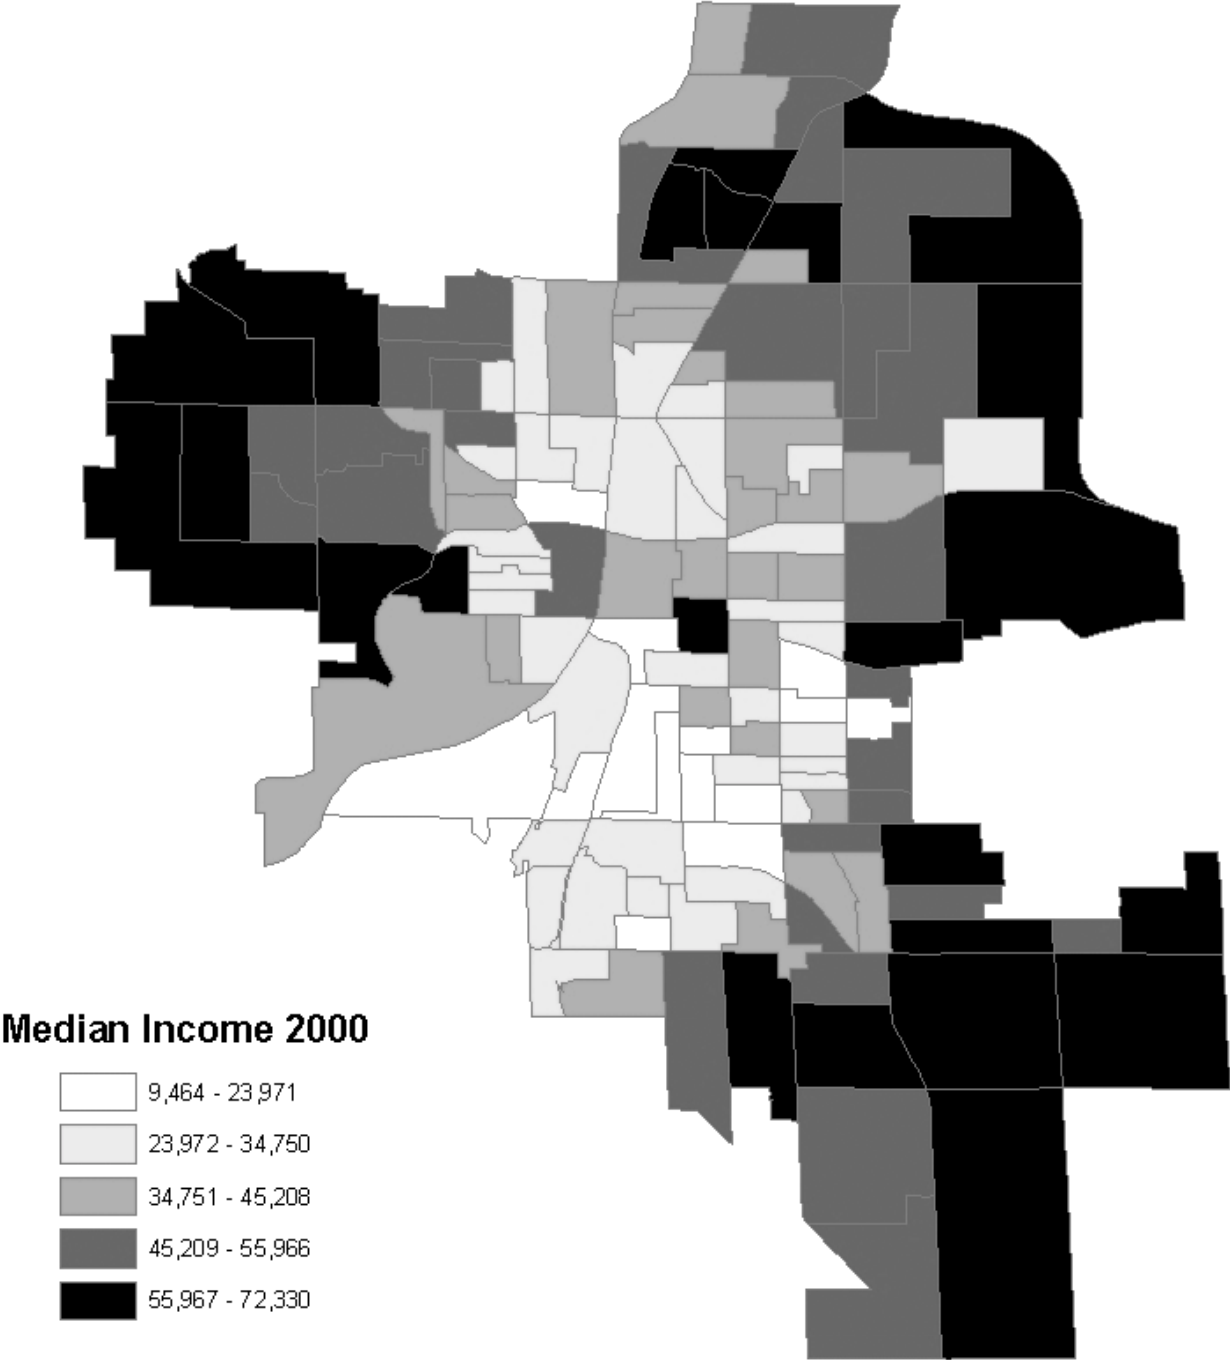 Median Income 2000
9,464 - 23,971
23,972 - 34,750
34,751 - 45,208
45,209 - 55,966
55,967 - 72,330